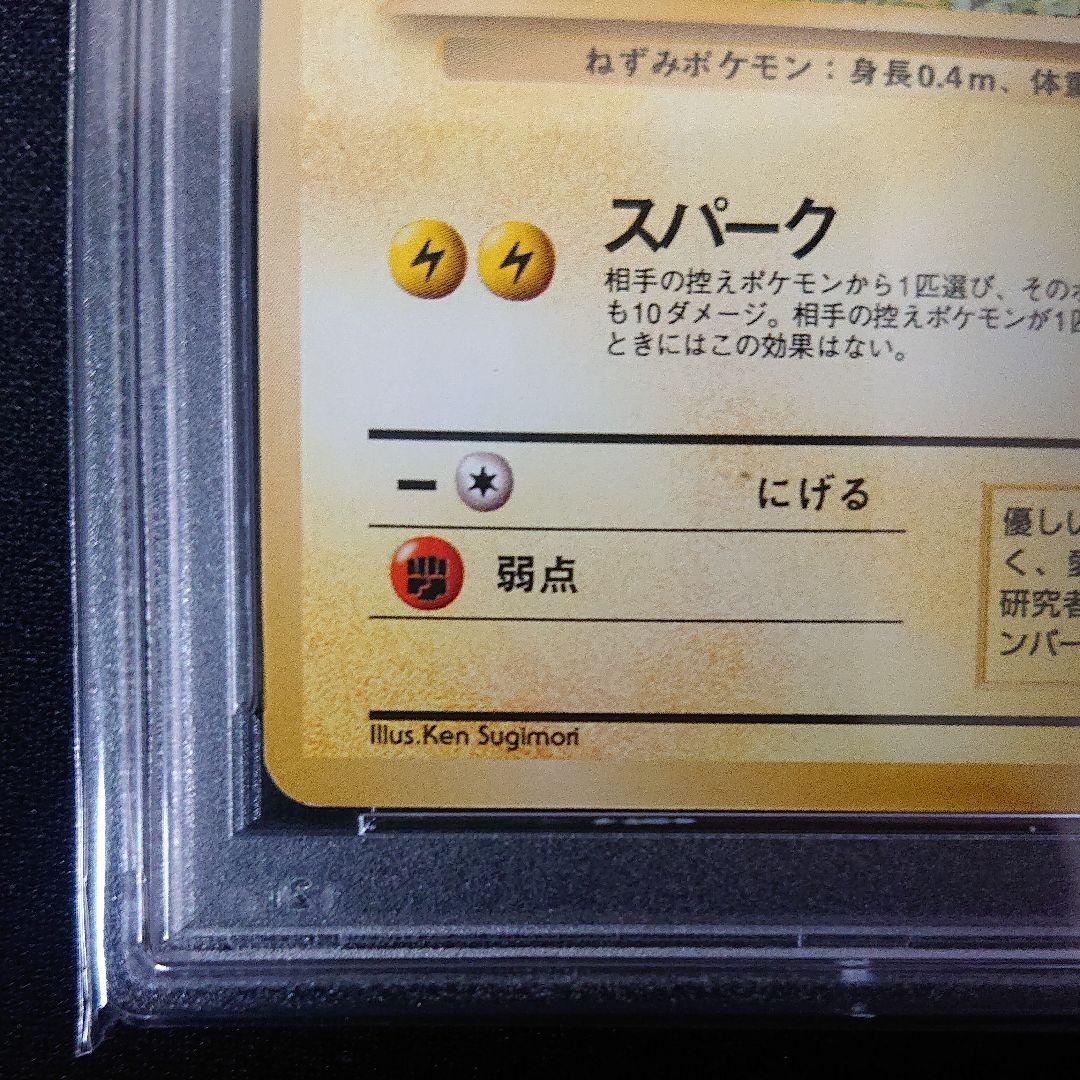 ねずみポケモン：身長0.4m、体重
スパーク
相手の控えポケモンから1匹選び、そのポ
も10ダメージ。相手の控えポケモンが1匹
ときにはこの効果はない。
ー にげる
弱点
優しい
く、愛
研究者
ンバー
Illus.Ken Sugimori